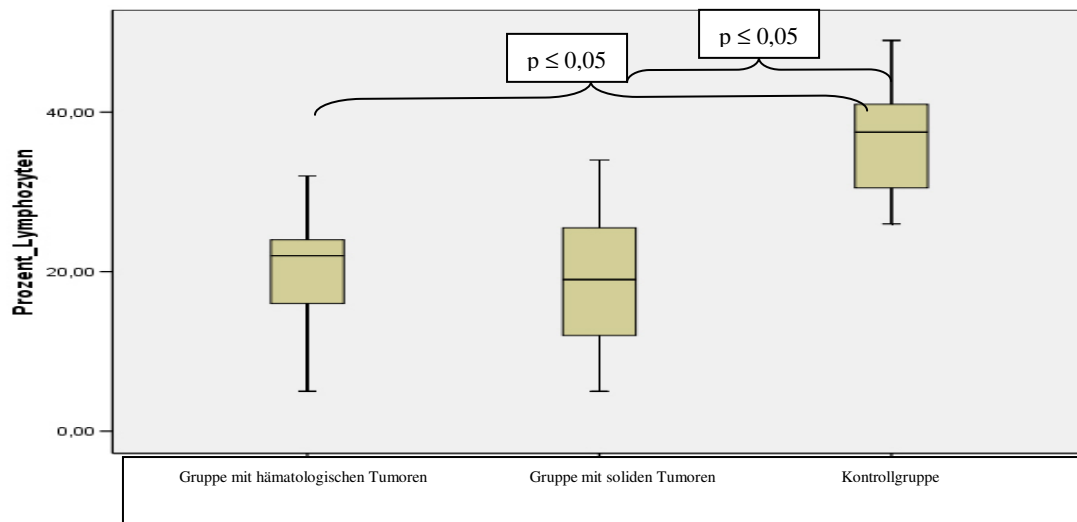 p ≤ 0,05
p ≤ 0,05
40,00
20,00
0,00
Prozent_Lymphozyten
Gruppe mit hämatologischen Tumoren
Gruppe mit soliden Tumoren
Kontrollgruppe